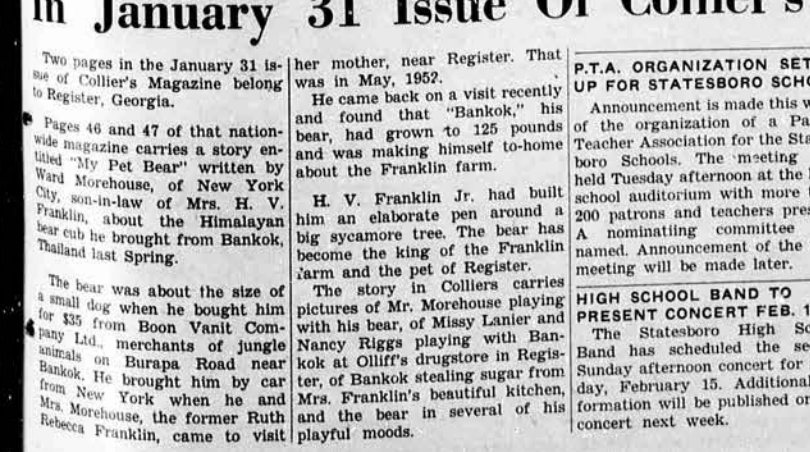 in January 31 Issue Of Collier's
Two pages in the January 31 is-
sue of Collier's Magazine belong
to Register, Georgia.
Pages 46 and 47 of that nation-
wide magazine carries a story en-
titled "My Pet Bear" written by
Ward Morehouse, of New York
City, son-in-law of Mrs. H. V.
Franklin, about the Himalayan
bear cub he brought from Bankok,
Thailand last Spring.
The bear was about the size of
a small dog when he bought him
for $35 from Boon Vanit Com-
pany Ltd., merchants of jungle
animals on Burapa Road near
Bankok. He brought him by car
from New York when he and
Mrs. Morehouse, the former Ruth
Rebecca Franklin, came to visit
her mother, near Register. That
was in May, 1952.
He came back on a visit recently
and found that "Bankok," his
bear, had grown to 125 pounds
and was making himself to-home
about the Franklin farm.
H. V. Franklin Jr. had built
him an elaborate pen around a
big sycamore tree. The bear has
become the king of the Franklin
farm and the pet of Register.
The story in Colliers carries
pictures of Mr. Morehouse playing
with his bear, of Missy Lanier and
Nancy Riggs playing with Ban-
kok at Olliff's drugstore in Regis-
ter, of Bankok stealing sugar from
Mrs. Franklin's beautiful kitchen,
and the bear in several of his
playful moods.
P.T.A. ORGANIZATION SET
UP FOR STATESBORO SCHO
Announcement is made this w
of the organization of a Pa
Teacher Association for the Sta
boro Schools. The meeting
held Tuesday afternoon at the
school auditorium with more
200 patrons and teachers pres
A nominatiing committee
named. Announcement of the
meeting will be made later.
HIGH SCHOOL BAND TO
PRESENT CONCERT FEB. 1
The Statesboro High Sc
Band has scheduled the se
Sunday afternoon concert for
day, February 15. Additional
formation will be published on
concert next week.